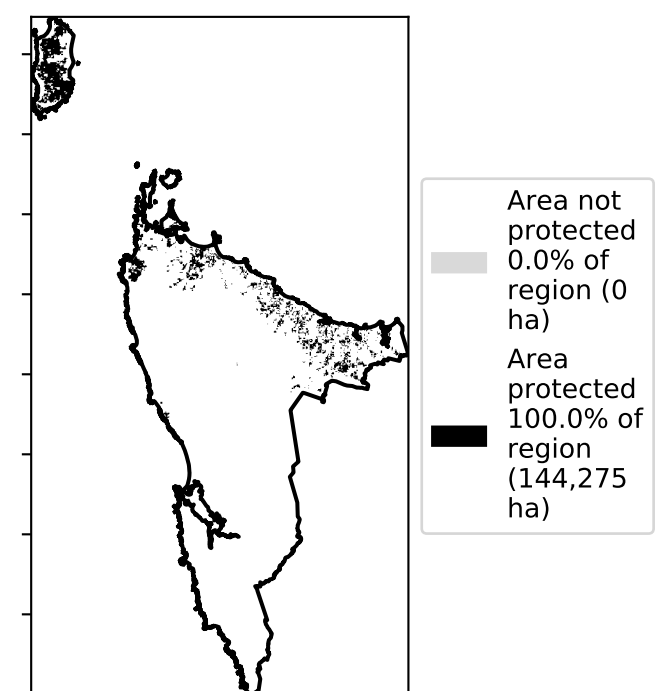 Area not
protected
0.0% of
region (0
ha)
Area
protected
100.0% of
region
(144,275
ha)